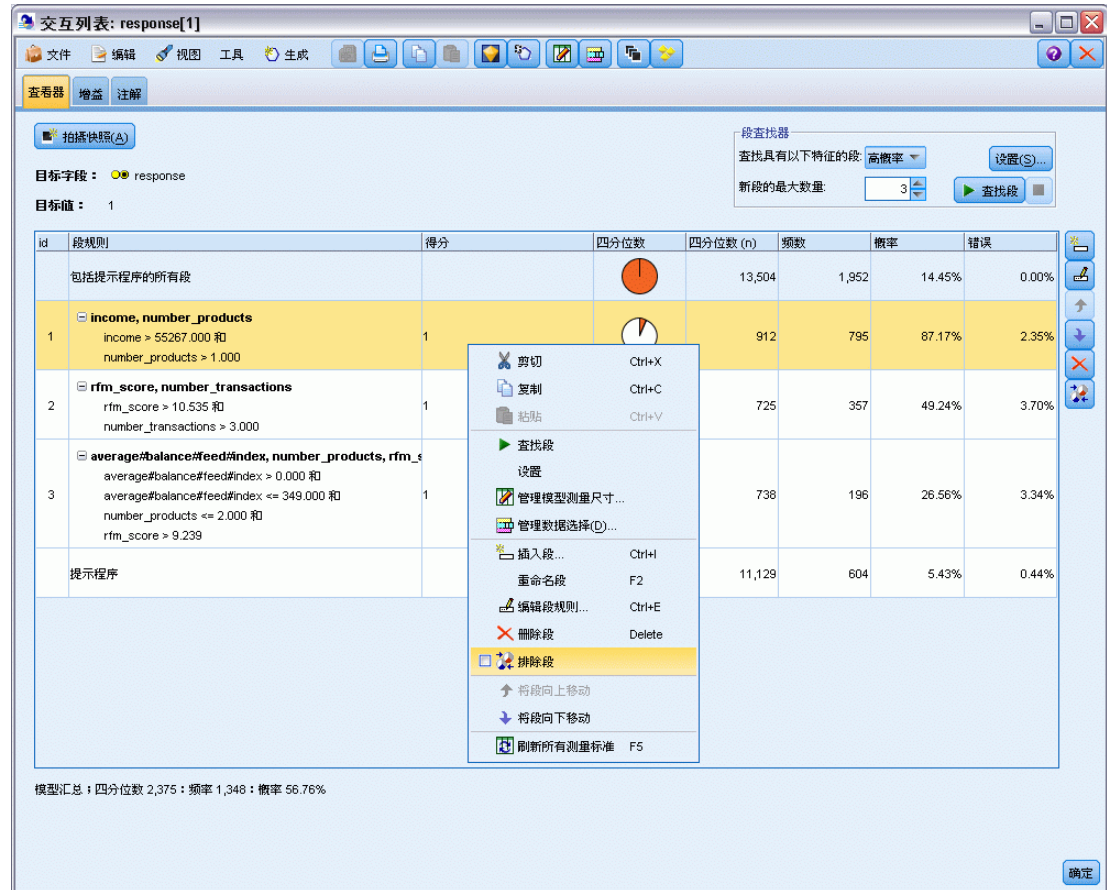 交互列表: response[1]
文件 编辑 视图 工具 生成
查看器 增益 注解
拍摄快照(A)
段查找器
查找具有以下特征的段: 高概率 设置(S)...
新段的最大数量: 3 查找段
目标字段: response
目标值: 1
id 段规则 得分 四分位数 四分位数 (n) 频数 概率 错误
包括提示程序的所有段 13,504 1,952 14.45% 0.00%
income, number_products
1 income > 55267.000 和 1 912 795 87.17% 2.35%
number_products > 1.000
rfm_score, number_transactions
2 rfm_score > 10.535 和 1 725 357 49.24% 3.70%
number_transactions > 3.000
average#balance#feed#index, number_products, rfm_s
average#balance#feed#index > 0.000 和
3 average#balance#feed#index <= 349.000 和 1 738 196 26.56% 3.34%
number_products <= 2.000 和
rfm_score > 9.239
提示程序 11,129 604 5.43% 0.44%
剪切 Ctrl+X
复制 Ctrl+C
粘贴 Ctrl+V
查找段
设置
管理模型测量尺寸...
管理数据选择(D)...
插入段... Ctrl+I
重命名段 F2
编辑段规则... Ctrl+E
删除段 Delete
排除段
将段向上移动
将段向下移动
刷新所有测量标准 F5
模型汇总；四分位数 2,375：频率 1,348：概率 56.76%
确定